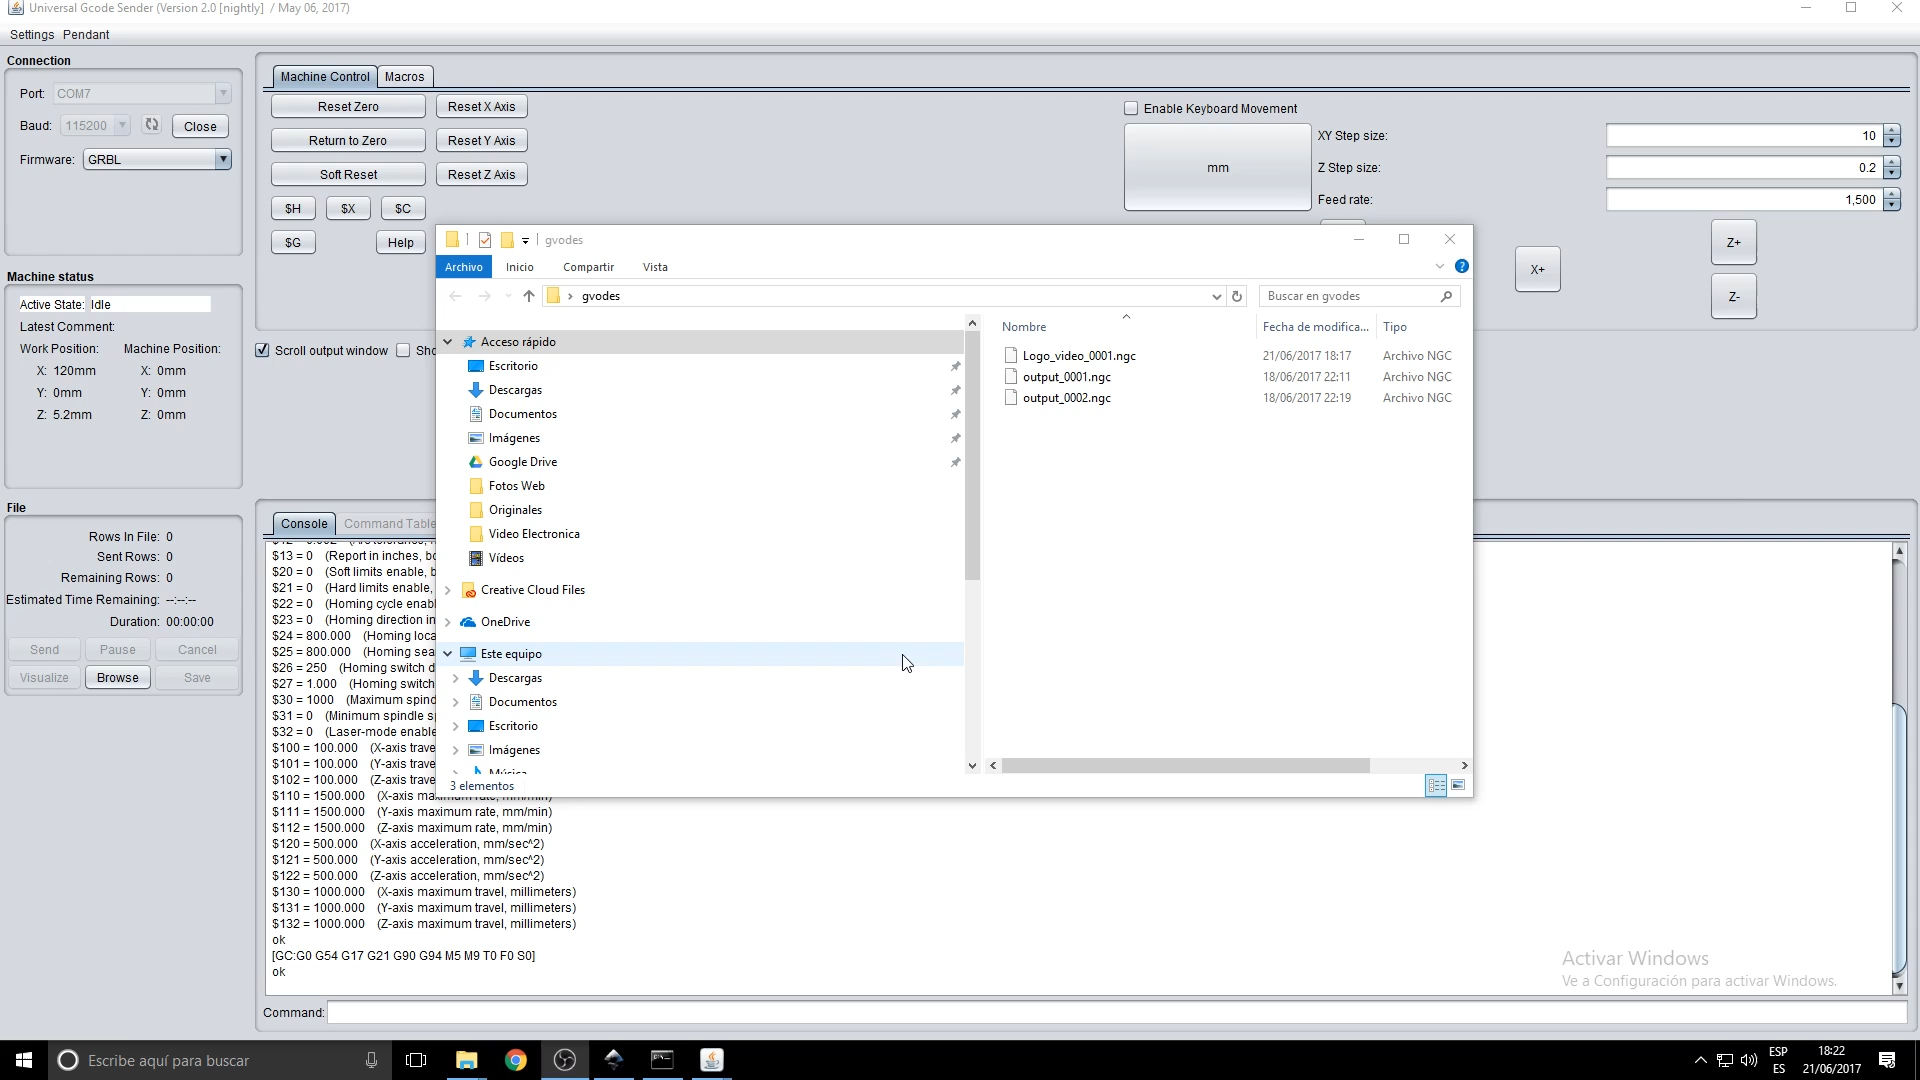 Universal Gcode Sender (Version 2.0 [nightly]  / May 06, 2017)
Settings Pendant
Connection
Port: COM7
Baud: 115200 Close
Firmware: GRBL
Machine Control Macros
Reset Zero Reset X Axis
Return to Zero Reset Y Axis
Soft Reset Reset Z Axis
$H $X $C
$G Help
Enable Keyboard Movement
mm
XY Step size: 10
Z Step size: 0.2
Feed rate: 1,500
X+ Z+
Z-
Machine status
Active State: Idle
Latest Comment:
Work Position: Machine Position:
X: 120mm X: 0mm
Y: 0mm Y: 0mm
Z: 5.2mm Z: 0mm
Scroll output window
File
Rows In File: 0
Sent Rows: 0
Remaining Rows: 0
Estimated Time Remaining: --:--:--
Duration: 00:00:00
Send Pause Cancel
Visualize Browse Save
gvodes
Archivo Inicio Compartir Vista
gvodes
Buscar en gvodes
Acceso rápido
Escritorio
Descargas
Documentos
Imágenes
Google Drive
Fotos Web
Originales
Video Electronica
Vídeos
Creative Cloud Files
OneDrive
Este equipo
Descargas
Documentos
Escritorio
Imágenes
Música
3 elementos
Nombre Fecha de modifica... Tipo
Logo_video_0001.ngc 21/06/2017 18:17 Archivo NGC
output_0001.ngc 18/06/2017 22:11 Archivo NGC
output_0002.ngc 18/06/2017 22:19 Archivo NGC
Console Command Table
$13 = 0 (Report in inches, bo
$20 = 0 (Soft limits enable, b
$21 = 0 (Hard limits enable,
$22 = 0 (Homing cycle enabl
$23 = 0 (Homing direction in
$24 = 800.000 (Homing loca
$25 = 800.000 (Homing sea
$26 = 250 (Homing switch d
$27 = 1.000 (Homing switch
$30 = 1000 (Maximum spind
$31 = 0 (Minimum spindle s
$32 = 0 (Laser-mode enable
$100 = 100.000 (X-axis trave
$101 = 100.000 (Y-axis trave
$102 = 100.000 (Z-axis trave
$110 = 1500.000 (X-axis maximum rate, mm/min)
$111 = 1500.000 (Y-axis maximum rate, mm/min)
$112 = 1500.000 (Z-axis maximum rate, mm/min)
$120 = 500.000 (X-axis acceleration, mm/sec^2)
$121 = 500.000 (Y-axis acceleration, mm/sec^2)
$122 = 500.000 (Z-axis acceleration, mm/sec^2)
$130 = 1000.000 (X-axis maximum travel, millimeters)
$131 = 1000.000 (Y-axis maximum travel, millimeters)
$132 = 1000.000 (Z-axis maximum travel, millimeters)
ok
[GC:G0 G54 G17 G21 G90 G94 M5 M9 T0 F0 S0]
ok
Command:
Activar Windows
Ve a Configuración para activar Windows.
Escribe aquí para buscar
ESP
ES
18:22
21/06/2017